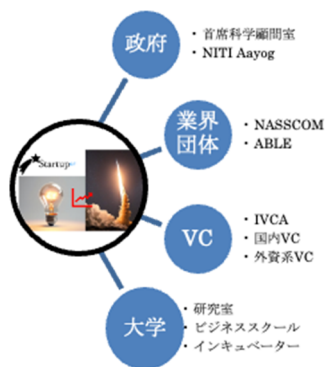 政府
・首席科学顧問室
・NITI Aayog
Startup
業界
団体
・NASSCOM
・ABLE
VC
・IVCA
・国内VC
・外資系VC
大学
・研究室
・ビジネススクール
・インキュベーター